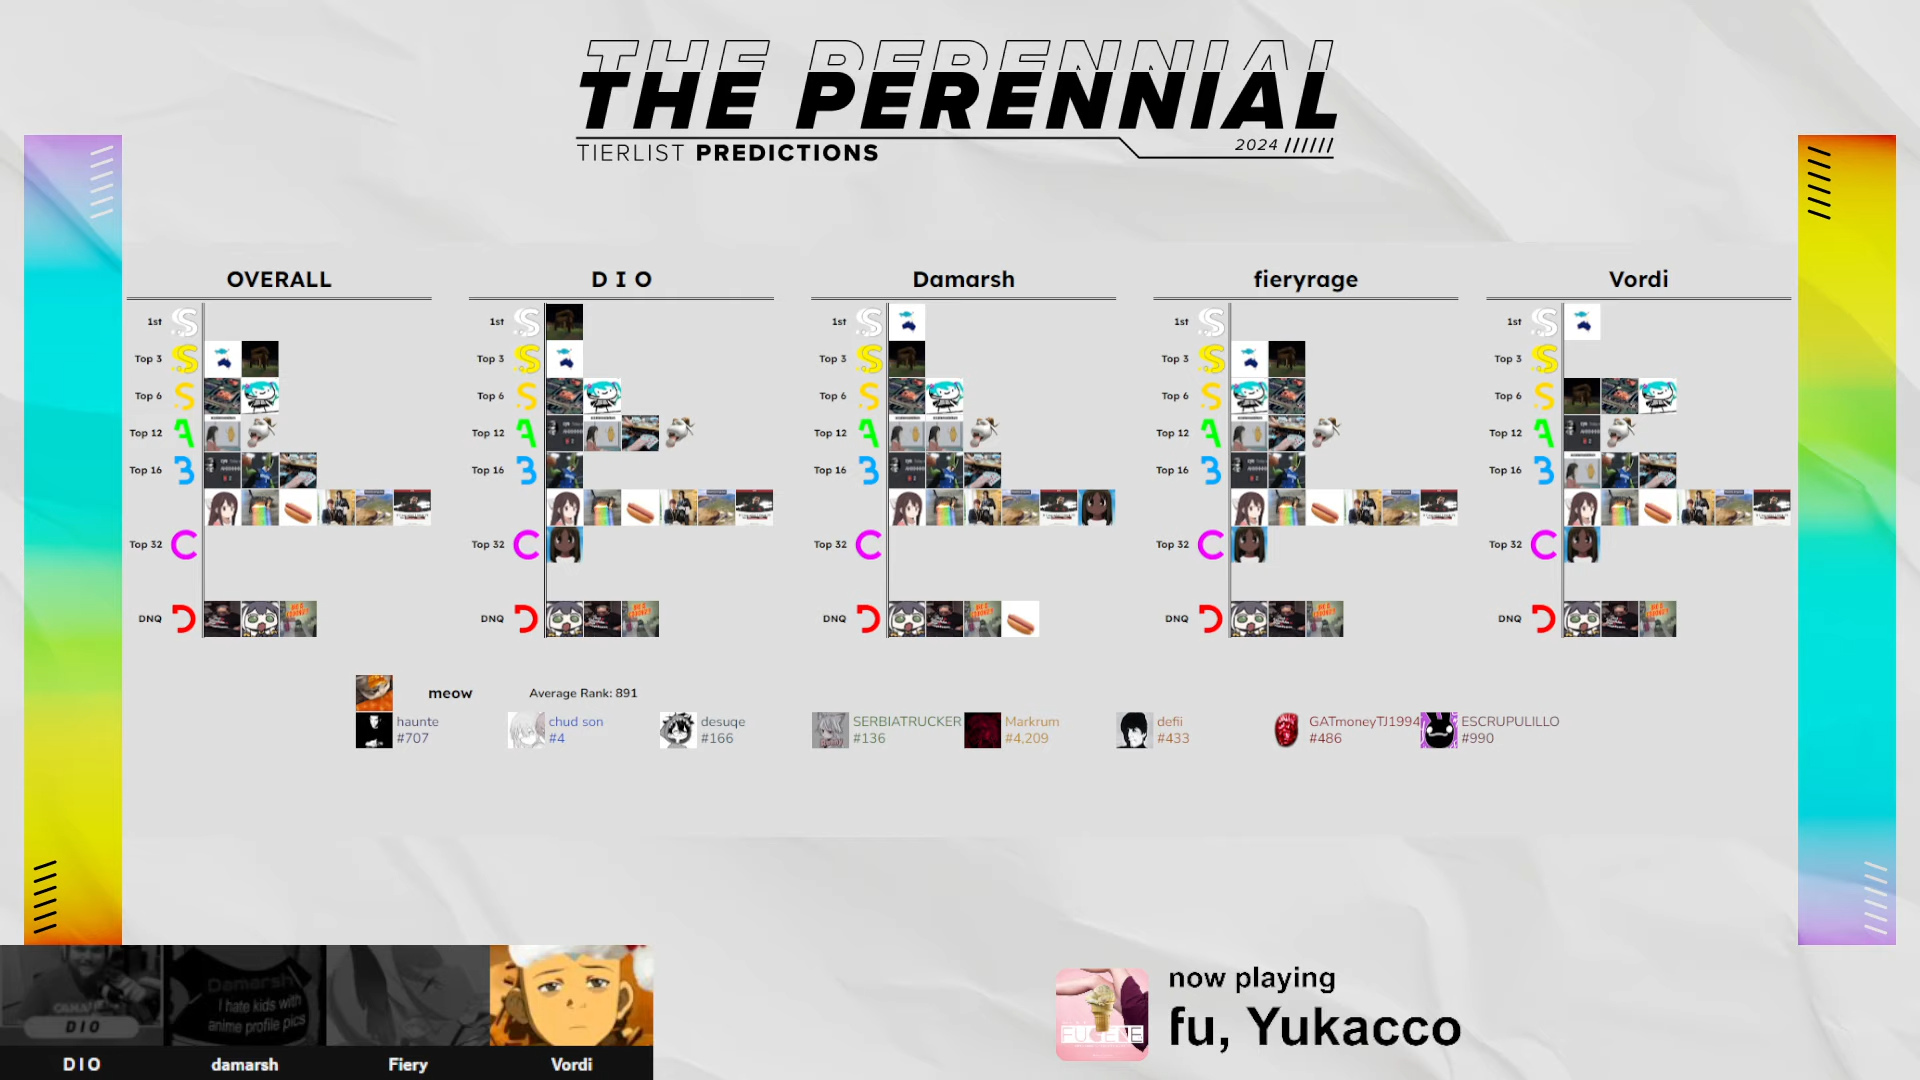 THE PERENNIAL
THE PERENNIAL
TIERLIST PREDICTIONS
2024
OVERALL
D I O
Damarsh
fieryrage
Vordi
1st S
1st S
1st S
1st S
1st S
Top 3 S
Top 3 S
Top 3 S
Top 3 S
Top 3 S
Top 6 S
Top 6 S
Top 6 S
Top 6 S
Top 6 S
Top 12 A
Top 12 A
Top 12 A
Top 12 A
Top 12 A
Top 16 B
Top 16 B
Top 16 B
Top 16 B
Top 16 B
Top 32 C
Top 32 C
Top 32 C
Top 32 C
Top 32 C
DNQ D
DNQ D
DNQ D
DNQ D
DNQ D
meow
Average Rank: 891
haunte
#707
chud son
#4
desuqe
#166
SERBIATRUCKER
#136
Markrum
#4,209
defii
#433
GATmoneyTJ1994
#486
ESCRUPULILLO
#990
DIO
Damarsh
I hate kids with
anime profile pics
DIO
damarsh
Fiery
Vordi
now playing
fu, Yukacco